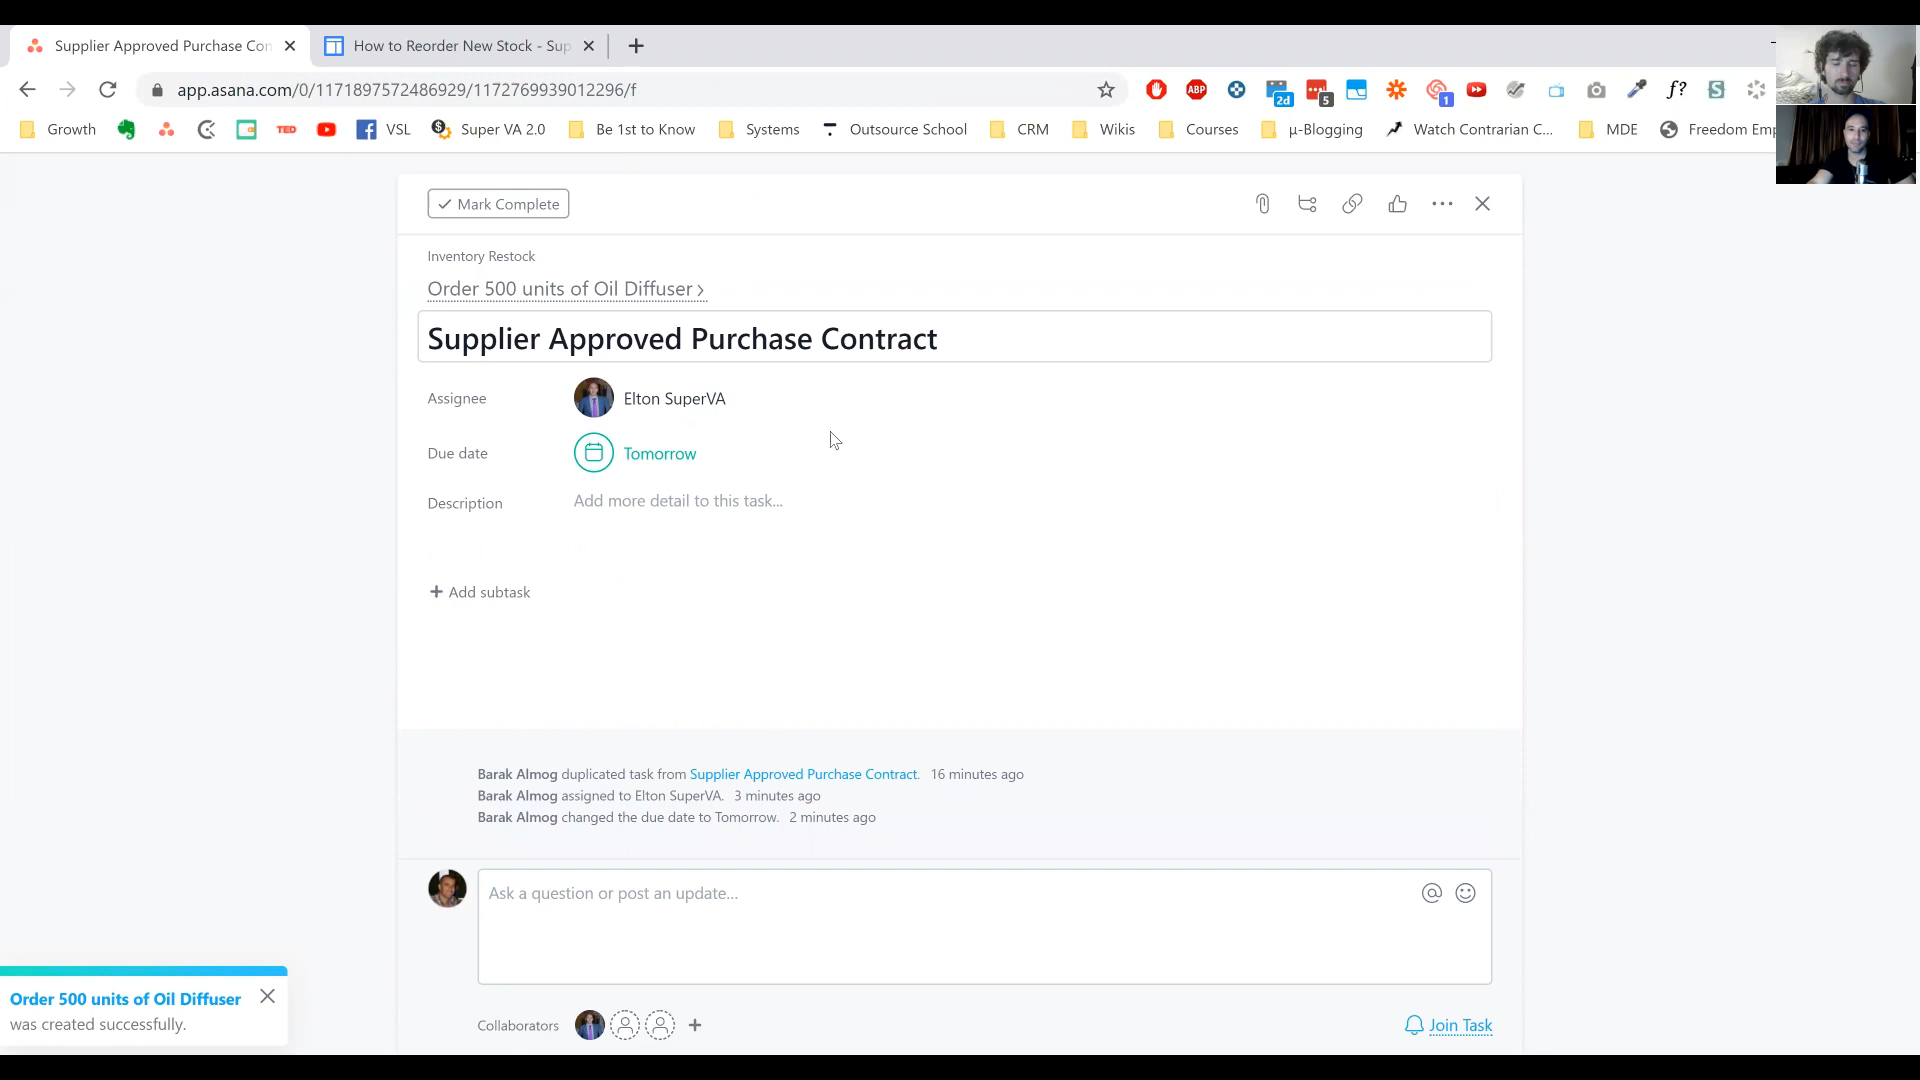 Supplier Approved Purchase Con
How to Reorder New Stock - Sup
app.asana.com/0/1171897572486929/1172769939012296/f
ABP
2d
5
1
f?
S
Growth
TED
VSL
Super VA 2.0
Be 1st to Know
Systems
Outsource School
CRM
Wikis
Courses
µ-Blogging
Watch Contrarian C...
MDE
Freedom Emp
Mark Complete
Inventory Restock
Order 500 units of Oil Diffuser ›
Supplier Approved Purchase Contract
Assignee
Elton SuperVA
Due date
Tomorrow
Description
Add more detail to this task...
+ Add subtask
Barak Almog duplicated task from Supplier Approved Purchase Contract. 16 minutes ago
Barak Almog assigned to Elton SuperVA. 3 minutes ago
Barak Almog changed the due date to Tomorrow. 2 minutes ago
Ask a question or post an update...
Order 500 units of Oil Diffuser
was created successfully.
Collaborators
Join Task